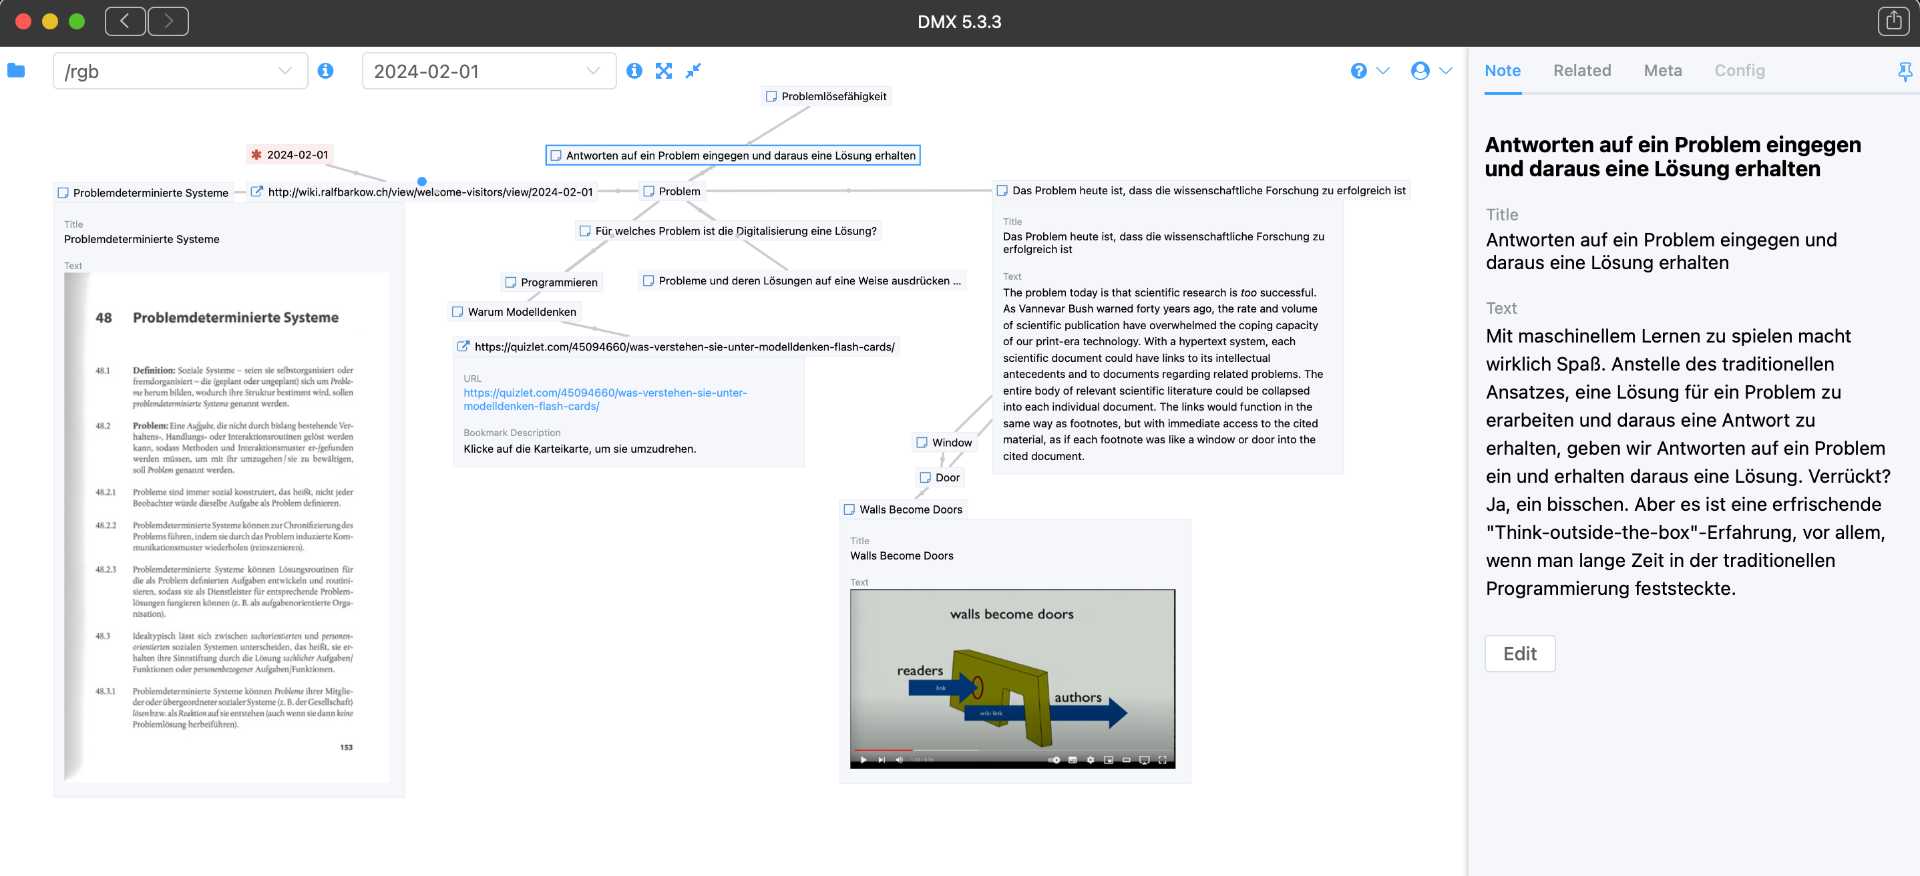 DMX 5.3.3
/rgb
2024-02-01
Note Related Meta Config
Problemlösefähigkeit
2024-02-01
Antworten auf ein Problem eingegen und daraus eine Lösung erhalten
Problemdeterminierte Systeme
http://wiki.ralfbarkow.ch/view/welcome-visitors/view/2024-02-01
Problem
Das Problem heute ist, dass die wissenschaftliche Forschung zu erfolgreich ist
Title
Problemdeterminierte Systeme
Text
48 Problemdeterminierte Systeme
48.1 Definition: Soziale Systeme – seien sie selbstorganisiert oder
fremdorganisiert – die (geplant oder ungeplant) sich um Proble-
me herum bilden, wodurch ihre Struktur bestimmt wird, sollen
problemdeterminierte Systeme genannt werden.
48.2 Problem: Eine Aufgabe, die nicht durch bislang bestehende Ver-
haltens-, Handlungs- oder Interaktionsroutinen gelöst werden
kann, sodass Methoden und Interaktionsmuster er-/gefunden
werden müssen, um mit ihr umzugehen/sie zu bewältigen,
soll Problem genannt werden.
48.2.1 Probleme sind immer sozial konstruiert, das heißt, nicht jeder
Beobachter würde dieselbe Aufgabe als Problem definieren.
48.2.2 Problemdeterminierte Systeme können zur Chronifizierung des
Problems führen, indem sie durch das Problem induzierte Kom-
munikationsmuster wiederholen (reinszenieren).
48.2.3 Problemdeterminierte Systeme können Lösungsroutinen für
die als Problem definierten Aufgaben entwickeln und routini-
sieren, sodass sie als Dienstleister für entsprechende Problem-
lösungen fungieren können (z. B. als aufgabenorientierte Orga-
nisation).
48.3 Idealtypisch lässt sich zwischen sachorientierten und personen-
orientierten sozialen Systemen unterscheiden, das heißt, sie er-
halten ihre Sinnstiftung durch die Lösung sachlicher Aufgaben/
Funktionen oder personenbezogener Aufgaben/Funktionen.
48.3.1 Problemdeterminierte Systeme können Probleme ihrer Mitglie-
der oder übergeordneter sozialer Systeme (z. B. der Gesellschaft)
lösen bzw. als Reaktion auf sie entstehen (auch wenn sie dann keine
Problemlösung herbeiführen).
153
Für welches Problem ist die Digitalisierung eine Lösung?
Programmieren
Probleme und deren Lösungen auf eine Weise ausdrücken ...
Warum Modelldenken
https://quizlet.com/45094660/was-verstehen-sie-unter-modelldenken-flash-cards/
URL
https://quizlet.com/45094660/was-verstehen-sie-unter-
modelldenken-flash-cards/
Bookmark Description
Klicke auf die Karteikarte, um sie umzudrehen.
Title
Das Problem heute ist, dass die wissenschaftliche Forschung zu
erfolgreich ist
Text
The problem today is that scientific research is too successful.
As Vannevar Bush warned forty years ago, the rate and volume
of scientific publication have overwhelmed the coping capacity
of our print-era technology. With a hypertext system, each
scientific document could have links to its intellectual
antecedents and to documents regarding related problems. The
entire body of relevant scientific literature could be collapsed
into each individual document. The links would function in the
same way as footnotes, but with immediate access to the cited
material, as if each footnote was like a window or door into the
cited document.
Window
Door
Walls Become Doors
Title
Walls Become Doors
Text
walls become doors
readers
link
authors
wiki link
Antworten auf ein Problem eingegen
und daraus eine Lösung erhalten
Title
Antworten auf ein Problem eingegen und
daraus eine Lösung erhalten
Text
Mit maschinellem Lernen zu spielen macht
wirklich Spaß. Anstelle des traditionellen
Ansatzes, eine Lösung für ein Problem zu
erarbeiten und daraus eine Antwort zu
erhalten, geben wir Antworten auf ein Problem
ein und erhalten daraus eine Lösung. Verrückt?
Ja, ein bisschen. Aber es ist eine erfrischende
"Think-outside-the-box"-Erfahrung, vor allem,
wenn man lange Zeit in der traditionellen
Programmierung feststeckte.
Edit